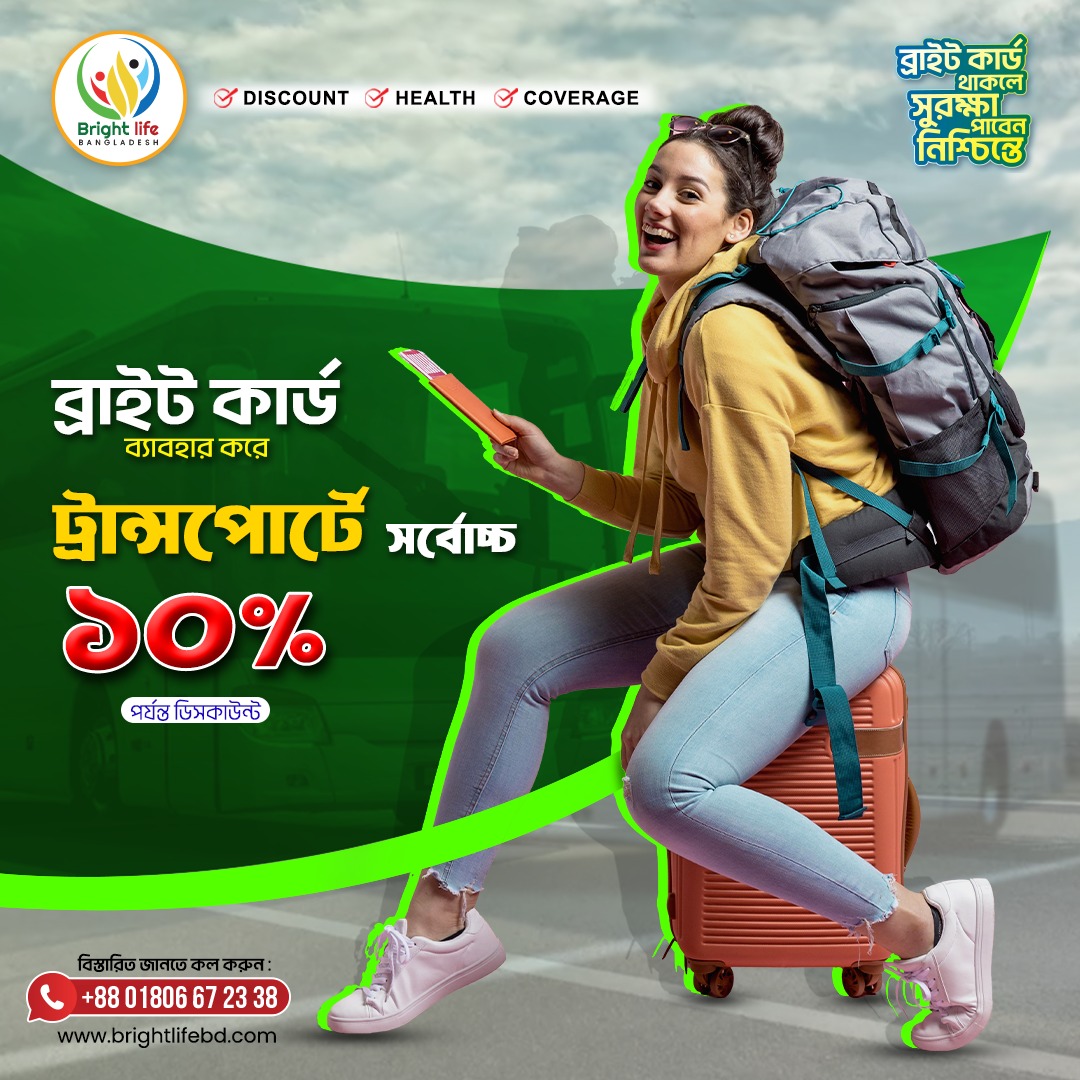 Bright life
BANGLADESH
DISCOUNT HEALTH COVERAGE
ব্রাইট কার্ড
থাকলে
সুরক্ষা
পাবেন
নিশ্চিন্তে
ব্রাইট কার্ড
ব্যাবহার করে
ট্রান্সপোর্টে সর্বোচ্চ
১০%
পর্যন্ত ডিসকাউন্ট
বিস্তারিত জানতে কল করুন :
+88 01806 67 23 38
www.brightlifebd.com